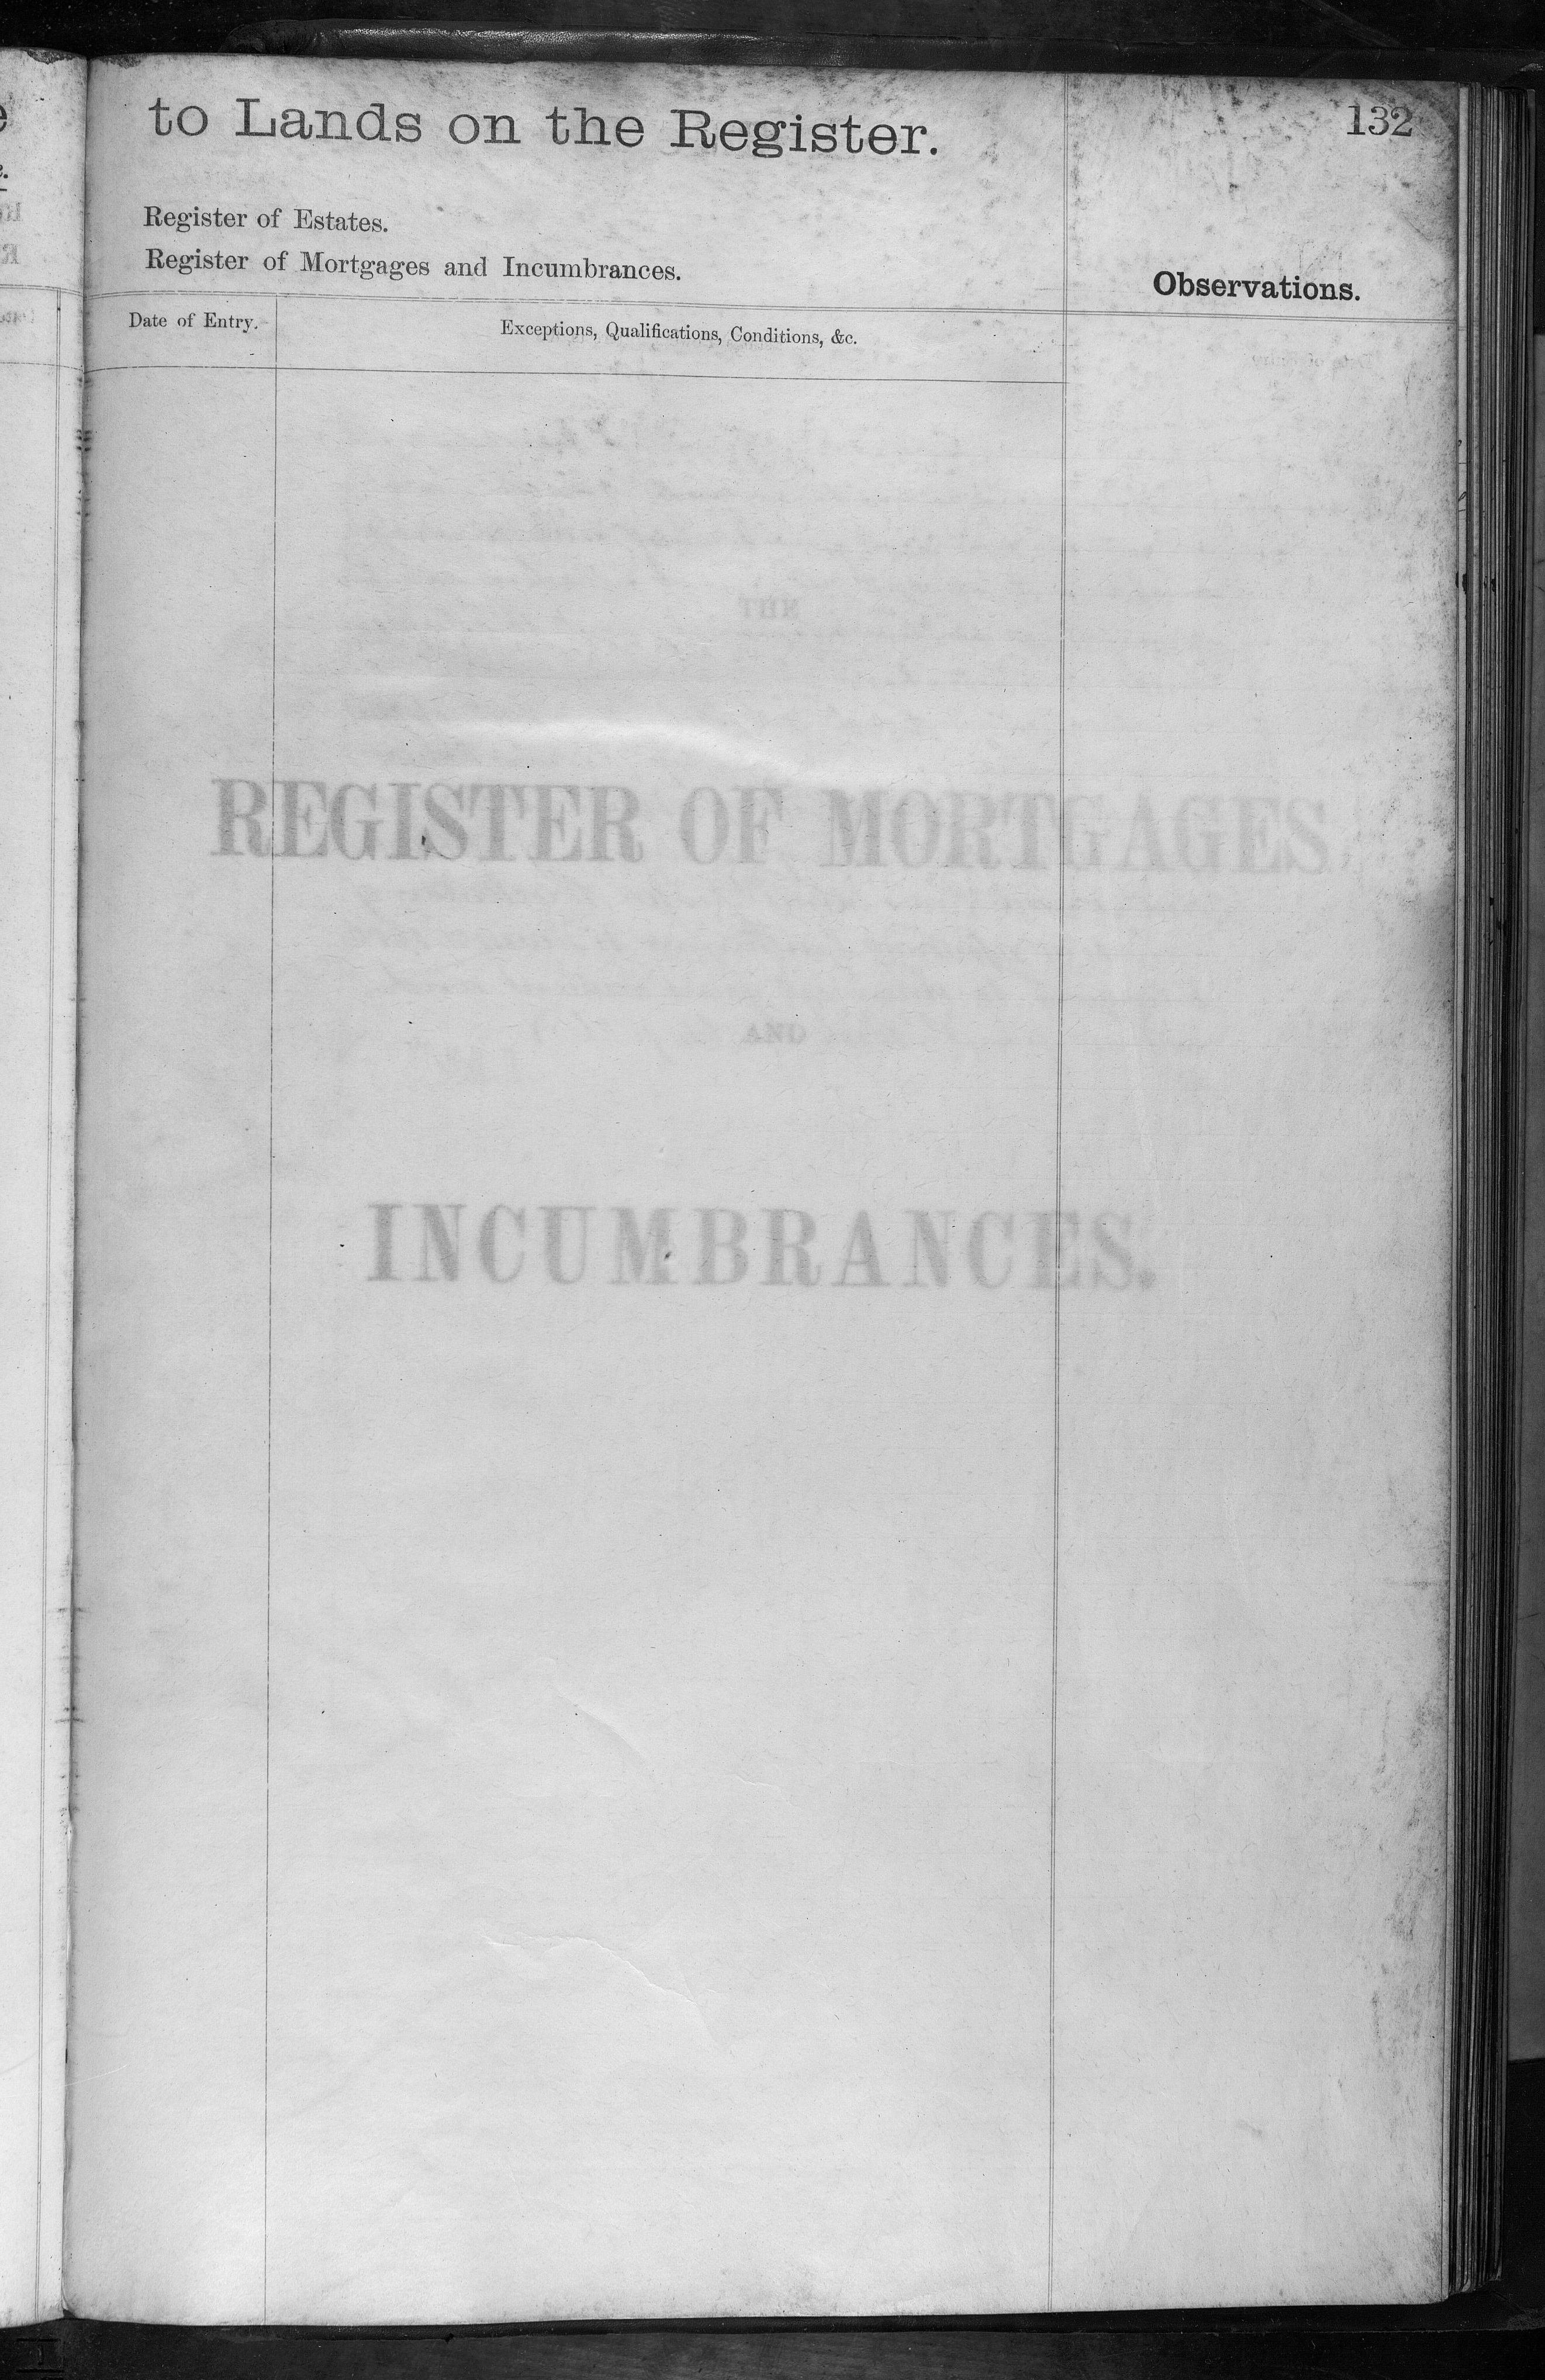 to Lands on the Register.
132
Register of Estates.
Register of Mortgages and Incumbrances.
Observations.
Date of Entry.
Exceptions, Qualifications, Conditions, &c.
THE
REGISTER OF MORTGAGES
AND
INCUMBRANCES.